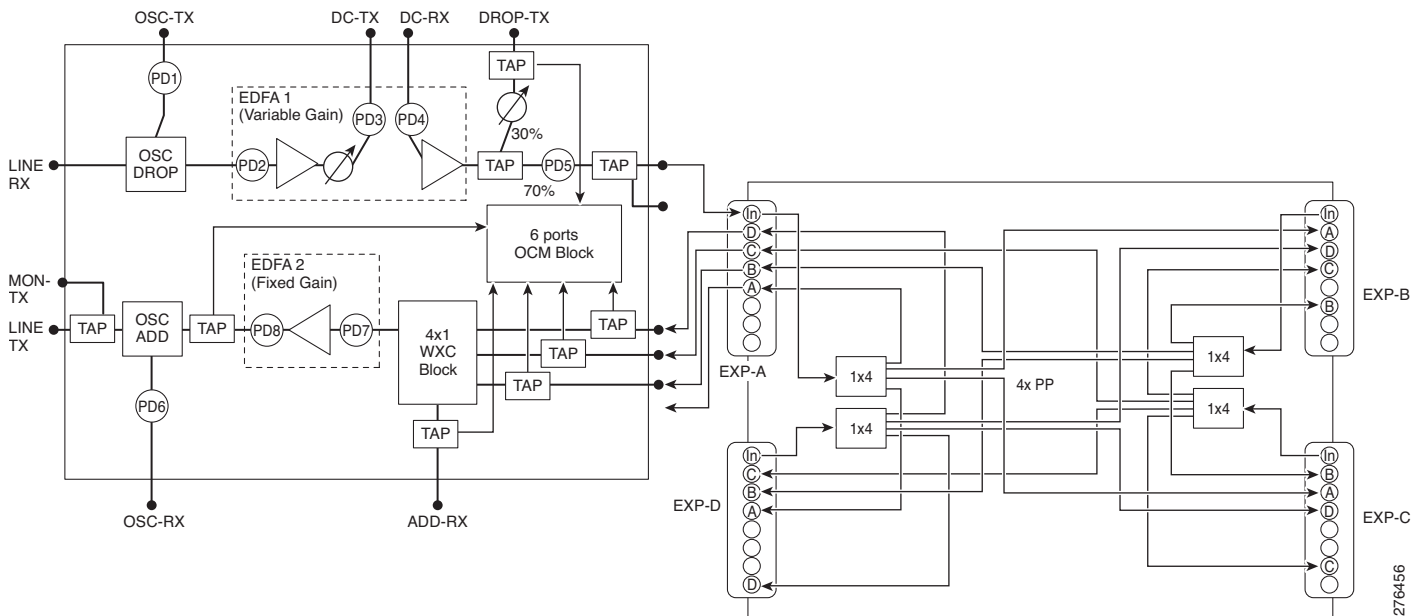 OSC-TX
DC-TX
DC-RX
DROP-TX
TAP
PD1
EDFA 1
(Variable Gain)
PD3
PD4
30%
LINE
RX
OSC
DROP
PD2
TAP
PD5
TAP
70%
6 ports
OCM Block
MON-
TX
LINE
TX
TAP
OSC
ADD
TAP
EDFA 2
(Fixed Gain)
PD8
PD7
4x1
WXC
Block
TAP
TAP
TAP
PD6
TAP
OSC-RX
ADD-RX
In
D
C
B
A
EXP-A
1x4
1x4
4x PP
1x4
1x4
In
A
D
C
B
EXP-B
In
C
B
A
D
EXP-D
In
B
A
D
C
EXP-C
276456